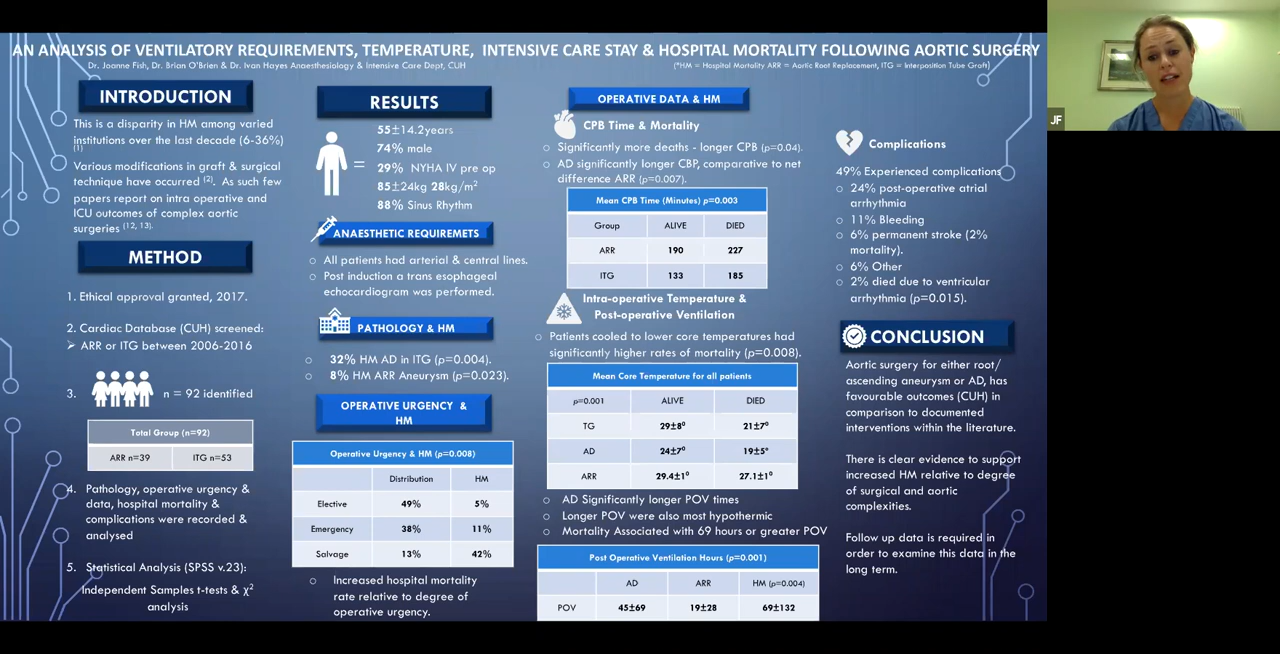 AN ANALYSIS OF VENTILATORY REQUIREMENTS, TEMPERATURE, INTENSIVE CARE STAY & HOSPITAL MORTALITY FOLLOWING AORTIC SURGERY
Dr. Joanne Fish, Dr. Brian O'Brien & Dr. Ivan Hayes Anaesthesiology & Intensive Care Dept, CUH
(*HM = Hospital Mortality ARR = Aortic Root Replacement, ITG = Interposition Tube Graft)
INTRODUCTION
This is a disparity in HM among varied
institutions over the last decade (6-36%)
(1)
Various modifications in graft & surgical
technique have occurred (2). As such few
papers report on intra operative and
ICU outcomes of complex aortic
surgeries (12, 13).
METHOD
1. Ethical approval granted, 2017.
2. Cardiac Database (CUH) screened:
➢ ARR or ITG between 2006-2016
3. n = 92 identified
Total Group (n=92)
ARR n=39 ITG n=53
4. Pathology, operative urgency &
data, hospital mortality &
complications were recorded &
analysed
5. Statistical Analysis (SPSS v.23):
Independent Samples t-tests & χ²
analysis
RESULTS
55±14.2years
74% male
= 29% NYHA IV pre op
85±24kg 28kg/m²
88% Sinus Rhythm
ANAESTHETIC REQUIREMETS
○ All patients had arterial & central lines.
○ Post induction a trans esophageal
echocardiogram was performed.
PATHOLOGY & HM
○ 32% HM AD in ITG (p=0.004).
○ 8% HM ARR Aneurysm (p=0.023).
OPERATIVE URGENCY &
HM
Operative Urgency & HM (p=0.008)
Distribution HM
Elective 49% 5%
Emergency 38% 11%
Salvage 13% 42%
○ Increased hospital mortality
rate relative to degree of
operative urgency.
OPERATIVE DATA & HM
CPB Time & Mortality
○ Significantly more deaths - longer CPB (p=0.04).
○ AD significantly longer CBP, comparative to net
difference ARR (p=0.007).
Mean CPB Time (Minutes) p=0.003
Group ALIVE DIED
ARR 190 227
ITG 133 185
Intra-operative Temperature &
Post-operative Ventilation
○ Patients cooled to lower core temperatures had
significantly higher rates of mortality (p=0.008).
Mean Core Temperature for all patients
p=0.001 ALIVE DIED
TG 29±8⁰ 21±7⁰
AD 24±7⁰ 19±5°
ARR 29.4±1⁰ 27.1±1⁰
○ AD Significantly longer POV times
○ Longer POV were also most hypothermic
○ Mortality Associated with 69 hours or greater POV
Post Operative Ventilation Hours (p=0.001)
AD ARR HM (p=0.004)
POV 45±69 19±28 69±132
Complications
49% Experienced complications
○ 24% post-operative atrial
arrhythmia
○ 11% Bleeding
○ 6% permanent stroke (2%
mortality).
○ 6% Other
○ 2% died due to ventricular
arrhythmia (p=0.015).
CONCLUSION
Aortic surgery for either root/
ascending aneurysm or AD, has
favourable outcomes (CUH) in
comparison to documented
interventions within the literature.
There is clear evidence to support
increased HM relative to degree
of surgical and aortic
complexities.
Follow up data is required in
order to examine this data in the
long term.
JF